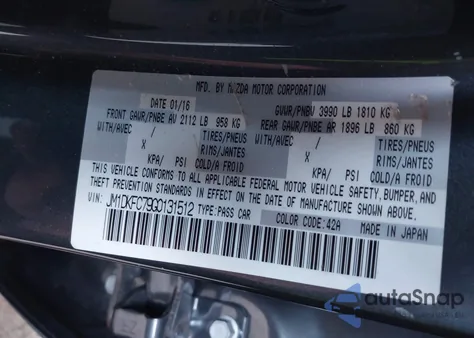 MFD. BY MAZDA MOTOR CORPORATION
DATE 01/16 GVWR/PNBV 3990 LB 1810 KG
FRONT GAWR/PNBE AV 2112 LB 958 KG REAR GAWR/PNBE AR 1896 LB 860 KG
WITH/AVEC / TIRES/PNEUS WITH/AVEC / TIRES/PNEUS
X RIMS/JANTES X RIMS/JANTES
KPA/ PSI COLD/A FROID KPA/ PSI COLD/A FROID
THIS VEHICLE CONFORMS TO ALL APPLICABLE FEDERAL MOTOR VEHICLE SAFETY, BUMPER, AND
THEFT PREVENTION STANDARDS IN EFFECT ON THE DATE OF MANUFACTURE SHOWN ABOVE.
JM1DKFC79G0131512 TYPE:PASS CAR COLOR CODE:42A MADE IN JAPAN
autoSnap